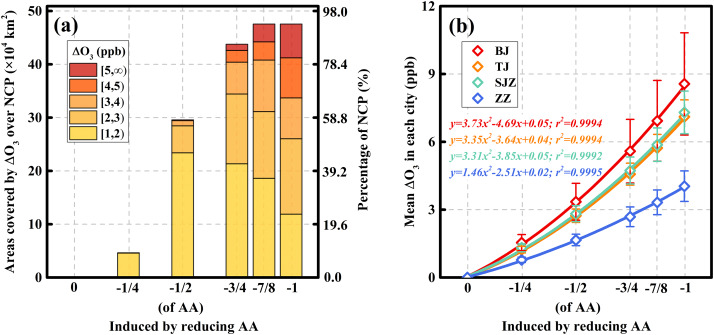 (a)
Areas covered by ΔO3 over NCP (×10⁴ km²)
50
40
30
20
10
0
ΔO3 (ppb)
[5,∞)
[4,5)
[3,4)
[2,3)
[1,2)
98.0
78.4
58.8
39.2
19.6
0.0
Percentage of NCP (%)
0 -1/4 -1/2 -3/4 -7/8 -1
(of AA)
Induced by reducing AA
(b)
Mean ΔO3 in each city (ppb)
12
9
6
3
0
BJ
TJ
SJZ
ZZ
y=3.73x²-4.69x+0.05; r²=0.9994
y=3.35x²-3.64x+0.04; r²=0.9994
y=3.31x²-3.85x+0.05; r²=0.9992
y=1.46x²-2.51x+0.02; r²=0.9995
0 -1/4 -1/2 -3/4 -7/8 -1
(of AA)
Induced by reducing AA